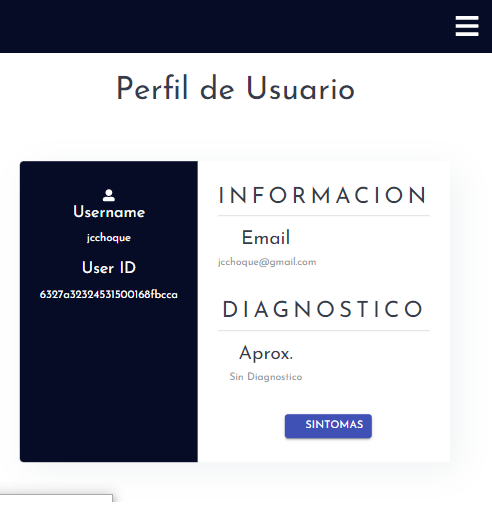 Perfil de Usuario
Username
jcchoque
User ID
6327a32324531500168fbcca
INFORMACION
Email
jcchoque@gmail.com
DIAGNOSTICO
Aprox.
Sin Diagnostico
SINTOMAS